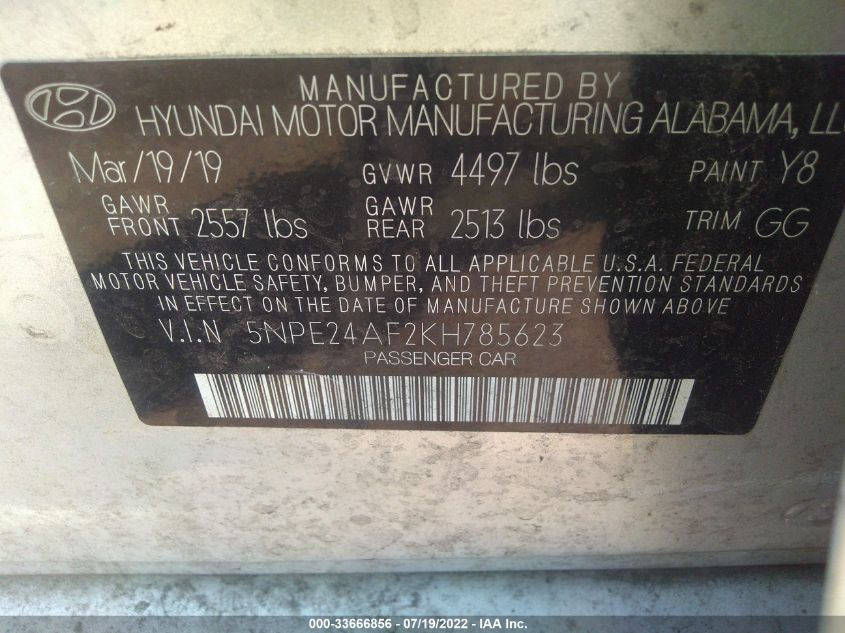 MANUFACTURED BY
HYUNDAI MOTOR MANUFACTURING ALABAMA, LLC
Mar/19/19 GVWR 4497 lbs PAINT Y8
GAWR FRONT 2557 lbs GAWR REAR 2513 lbs TRIM GG
THIS VEHICLE CONFORMS TO ALL APPLICABLE U.S.A. FEDERAL
MOTOR VEHICLE SAFETY, BUMPER, AND THEFT PREVENTION STANDARDS
IN EFFECT ON THE DATE OF MANUFACTURE SHOWN ABOVE
V.I.N 5NPE24AF2KH785623
PASSENGER CAR
000-33666856 - 07/19/2022 - IAA Inc.